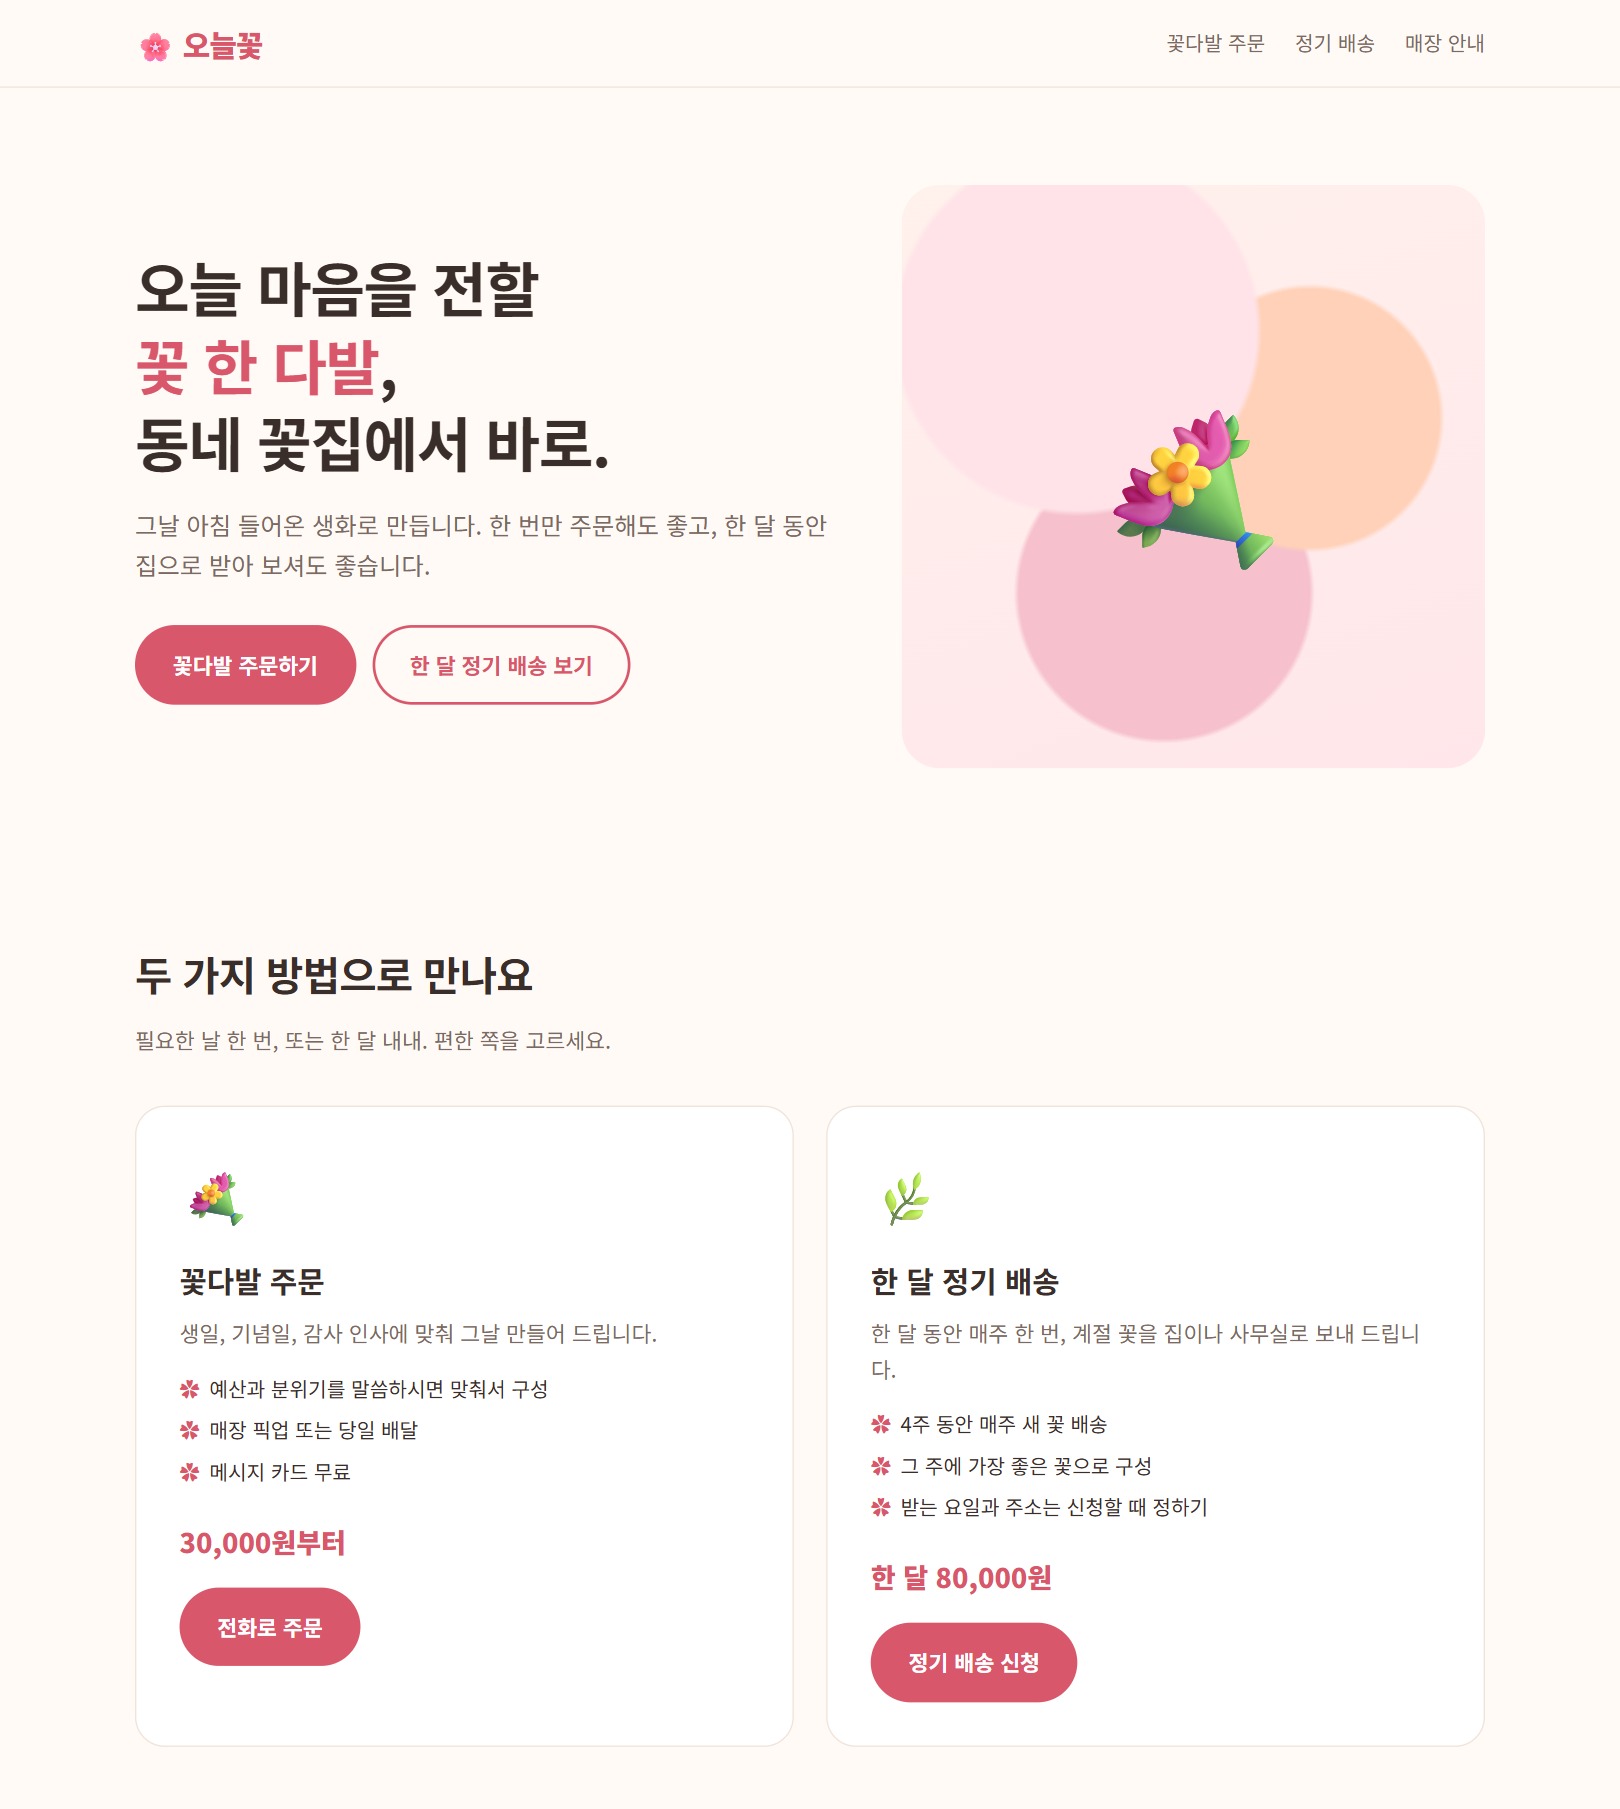 오늘꽃
꽃다발 주문
정기 배송
매장 안내
오늘 마음을 전할
꽃 한 다발,
동네 꽃집에서 바로.
그날 아침 들어온 생화로 만듭니다. 한 번만 주문해도 좋고, 한 달 동안
집으로 받아 보셔도 좋습니다.
꽃다발 주문하기
한 달 정기 배송 보기
두 가지 방법으로 만나요
필요한 날 한 번, 또는 한 달 내내. 편한 쪽을 고르세요.
꽃다발 주문
생일, 기념일, 감사 인사에 맞춰 그날 만들어 드립니다.
예산과 분위기를 말씀하시면 맞춰서 구성
매장 픽업 또는 당일 배달
메시지 카드 무료
30,000원부터
전화로 주문
한 달 정기 배송
한 달 동안 매주 한 번, 계절 꽃을 집이나 사무실로 보내 드립니
다.
4주 동안 매주 새 꽃 배송
그 주에 가장 좋은 꽃으로 구성
받는 요일과 주소는 신청할 때 정하기
한 달 80,000원
정기 배송 신청